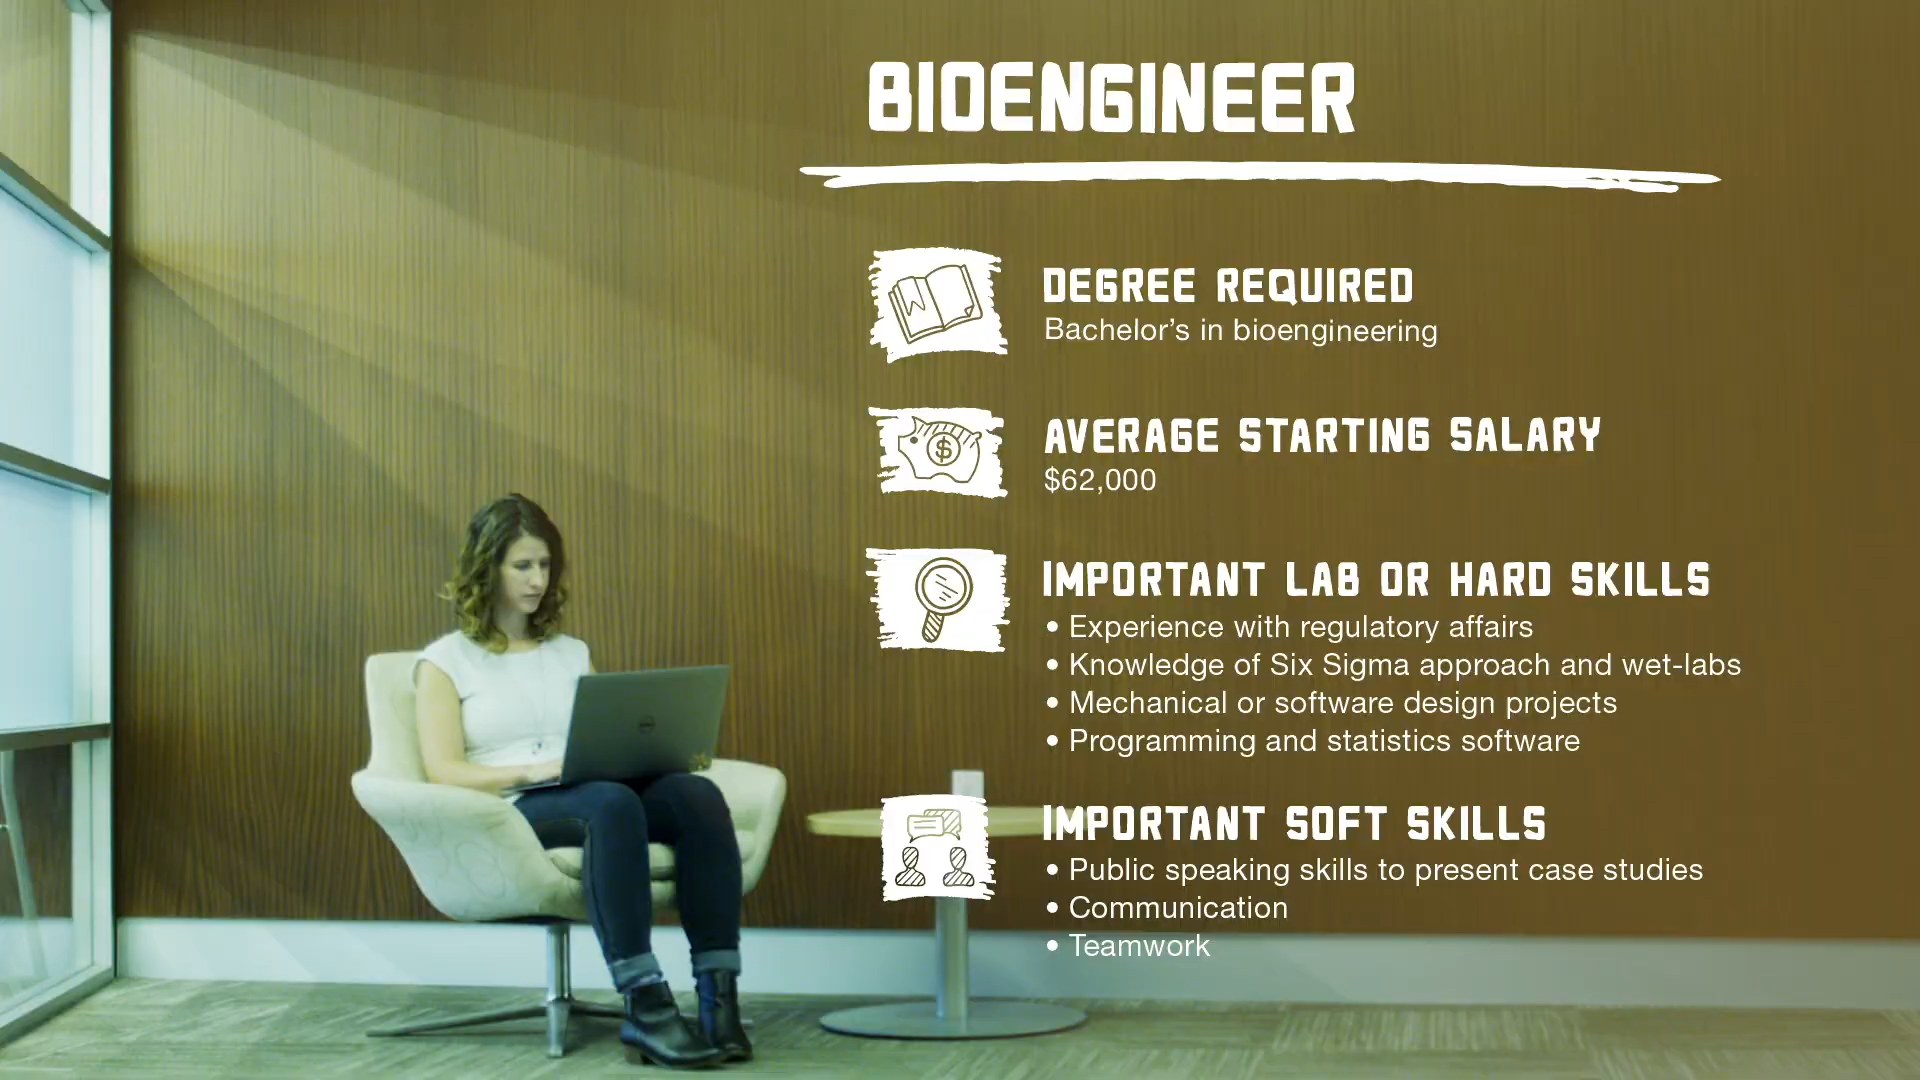 BIOENGINEER
DEGREE REQUIRED
Bachelor’s in bioengineering
AVERAGE STARTING SALARY
$62,000
IMPORTANT LAB OR HARD SKILLS
• Experience with regulatory affairs
• Knowledge of Six Sigma approach and wet-labs
• Mechanical or software design projects
• Programming and statistics software
IMPORTANT SOFT SKILLS
• Public speaking skills to present case studies
• Communication
• Teamwork
$
DELL